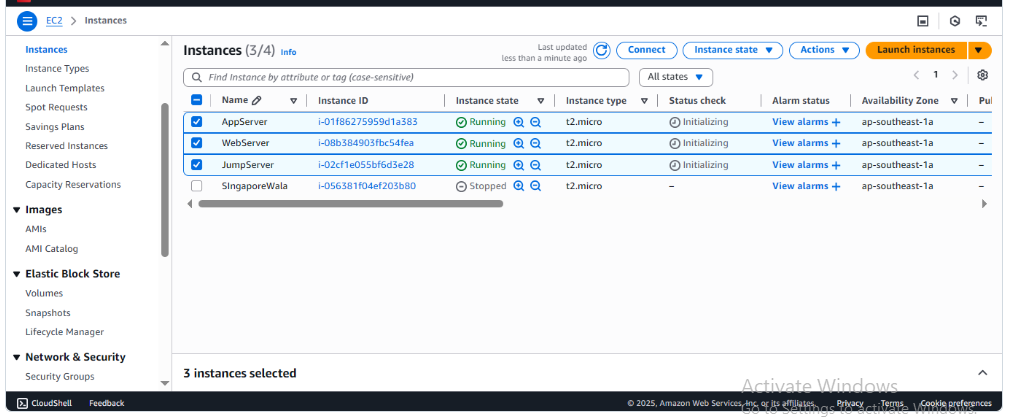 EC2 > Instances
Instances
Instance Types
Launch Templates
Spot Requests
Savings Plans
Reserved Instances
Dedicated Hosts
Capacity Reservations
Images
AMIs
AMI Catalog
Elastic Block Store
Volumes
Snapshots
Lifecycle Manager
Network & Security
Security Groups
Instances (3/4) Info
Last updated
less than a minute ago
Connect
Instance state
Actions
Launch instances
Find Instance by attribute or tag (case-sensitive)
All states
1
Name Instance ID Instance state Instance type Status check Alarm status Availability Zone Pu
AppServer i-01f86275959d1a383 Running t2.micro Initializing View alarms + ap-southeast-1a –
WebServer i-08b384903fbc54fea Running t2.micro Initializing View alarms + ap-southeast-1a –
JumpServer i-02cf1e055bf6d3e28 Running t2.micro Initializing View alarms + ap-southeast-1a –
SIngaporeWala i-056381f04ef203b80 Stopped t2.micro – View alarms + ap-southeast-1a –
3 instances selected
Activate Windows
Go to Settings to activate Windows.
CloudShell Feedback © 2025, Amazon Web Services, Inc. or its affiliates. Privacy Terms Cookie preferences